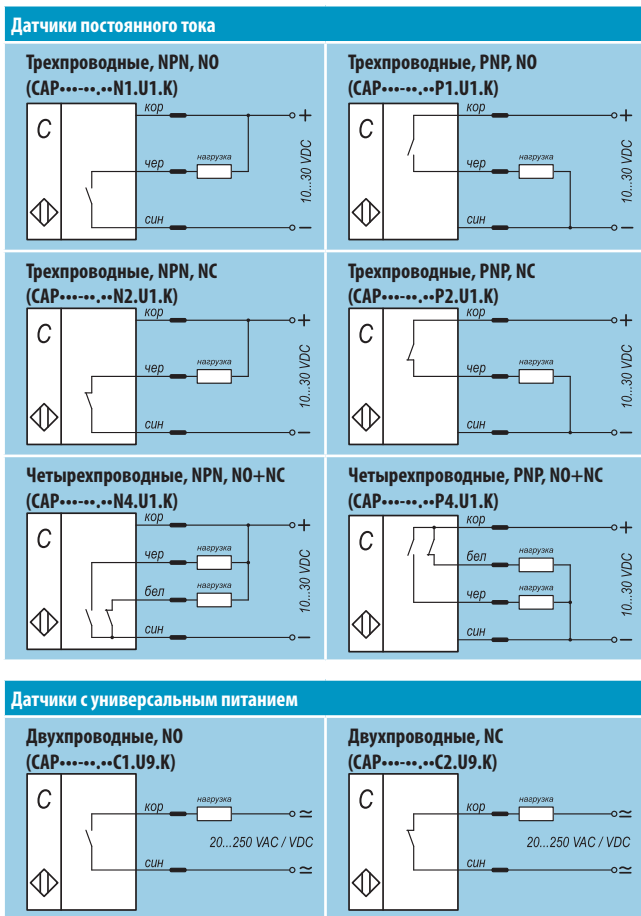 Датчики постоянного тока
Трехпроводные, NPN, NO
(CAP•••-••.••N1.U1.K)
C
кор
+
чер
нагрузка
10...30 VDC
син
−
Трехпроводные, PNP, NO
(CAP•••-••.••P1.U1.K)
C
кор
+
чер
нагрузка
10...30 VDC
син
−
Трехпроводные, NPN, NC
(CAP•••-••.••N2.U1.K)
C
кор
+
чер
нагрузка
10...30 VDC
син
−
Трехпроводные, PNP, NC
(CAP•••-••.••P2.U1.K)
C
кор
+
чер
нагрузка
10...30 VDC
син
−
Четырехпроводные, NPN, NO+NC
(CAP•••-••.••N4.U1.K)
C
кор
+
чер
нагрузка
бел
нагрузка
10...30 VDC
син
−
Четырехпроводные, PNP, NO+NC
(CAP•••-••.••P4.U1.K)
C
кор
+
бел
нагрузка
чер
нагрузка
10...30 VDC
син
−
Датчики с универсальным питанием
Двухпроводные, NO
(CAP•••-••.••C1.U9.K)
C
кор
нагрузка
≃
20...250 VAC / VDC
син
≃
Двухпроводные, NC
(CAP•••-••.••C2.U9.K)
C
кор
нагрузка
≃
20...250 VAC / VDC
син
≃